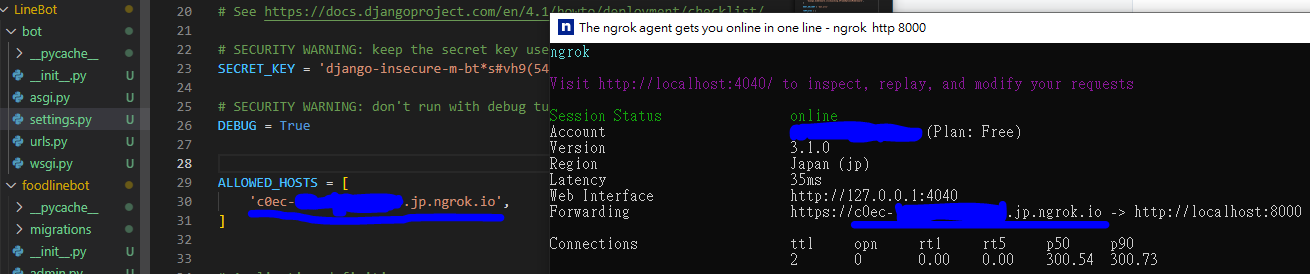 LineBot
bot
__pycache__
__init__.py U
asgi.py U
settings.py U
urls.py U
wsgi.py U
foodlinebot
__pycache__
migrations
__init__.py U
admin.py U
20 # See https://docs.djangoproject.com/en/4.1/howto/deployment/checklist/
21
22 # SECURITY WARNING: keep the secret key use
23 SECRET_KEY = 'django-insecure-m-bt*s#vh9(54
24
25 # SECURITY WARNING: don't run with debug tu
26 DEBUG = True
27
28
29 ALLOWED_HOSTS = [
30 'c0ec- .jp.ngrok.io',
31 ]
32
33
The ngrok agent gets you online in one line - ngrok http 8000
ngrok
Visit http://localhost:4040/ to inspect, replay, and modify your requests
Session Status online
Account (Plan: Free)
Version 3.1.0
Region Japan (jp)
Latency 35ms
Web Interface http://127.0.0.1:4040
Forwarding https://c0ec- .jp.ngrok.io -> http://localhost:8000
Connections ttl opn rt1 rt5 p50 p90
2 0 0.00 0.00 300.54 300.73